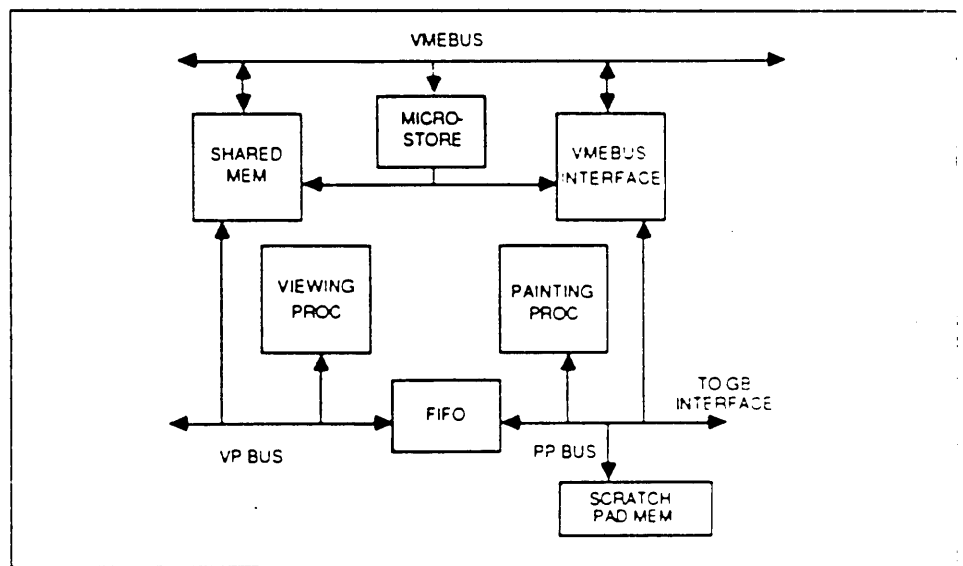 VMEBUS
MICRO-
STORE
SHARED
MEM
VMEBUS
INTERFACE
VIEWING
PROC
PAINTING
PROC
TO GB
INTERFACE
FIFO
VP BUS
PP BUS
SCRATCH
PAD MEM